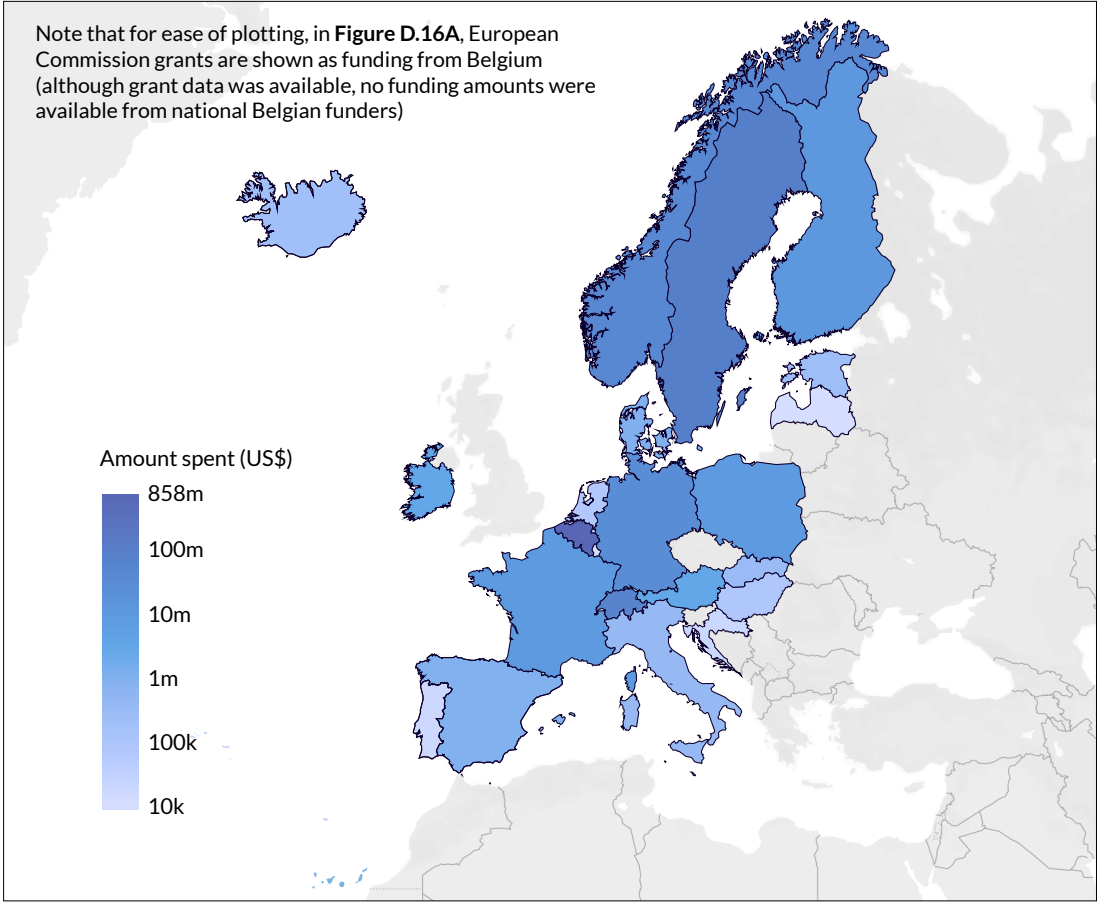 Note that for ease of plotting, in Figure D.16A, European
Commission grants are shown as funding from Belgium
(although grant data was available, no funding amounts were
available from national Belgian funders)
Amount spent (US$)
858m
100m
10m
1m
100k
10k